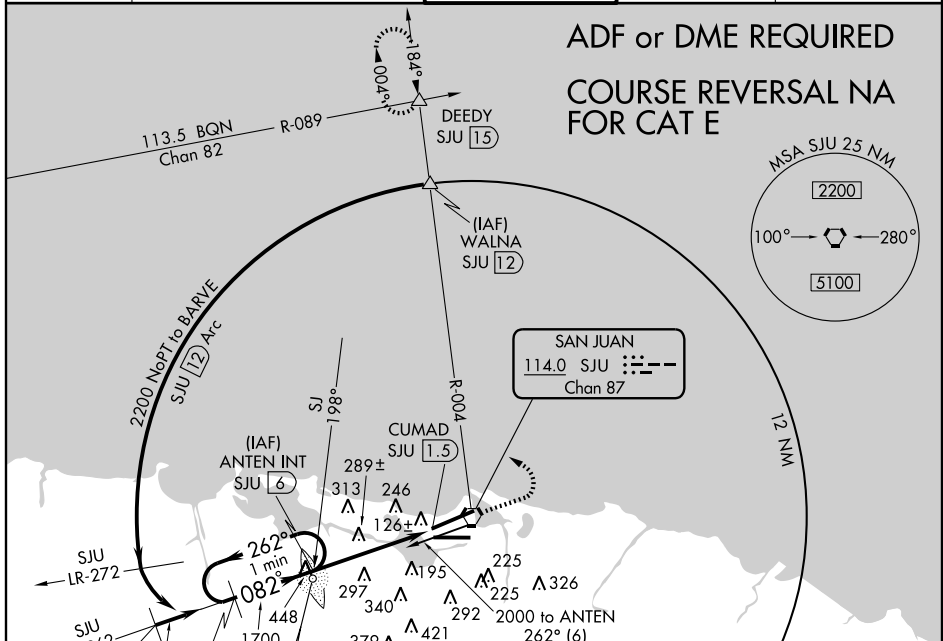 ADF or DME REQUIRED
COURSE REVERSAL NA
FOR CAT E
184°
004°
DEEDY
SJU 15
113.5 BQN
Chan 82
R-089
MSA SJU 25 NM
2200
100°
280°
5100
(IAF)
WALNA
SJU 12
2200 NoPT to BARVE
SJU 12 Arc
SAN JUAN
114.0 SJU
Chan 87
R-004
SJ
198°
12 NM
CUMAD
SJU 1.5
(IAF)
ANTEN INT
SJU 6
289±
313
246
126±
SJU
LR-272
262°
1 min
082°
195
225
225
326
297
340
292
448
2000 to ANTEN
262° (6)
421
1700
SJU